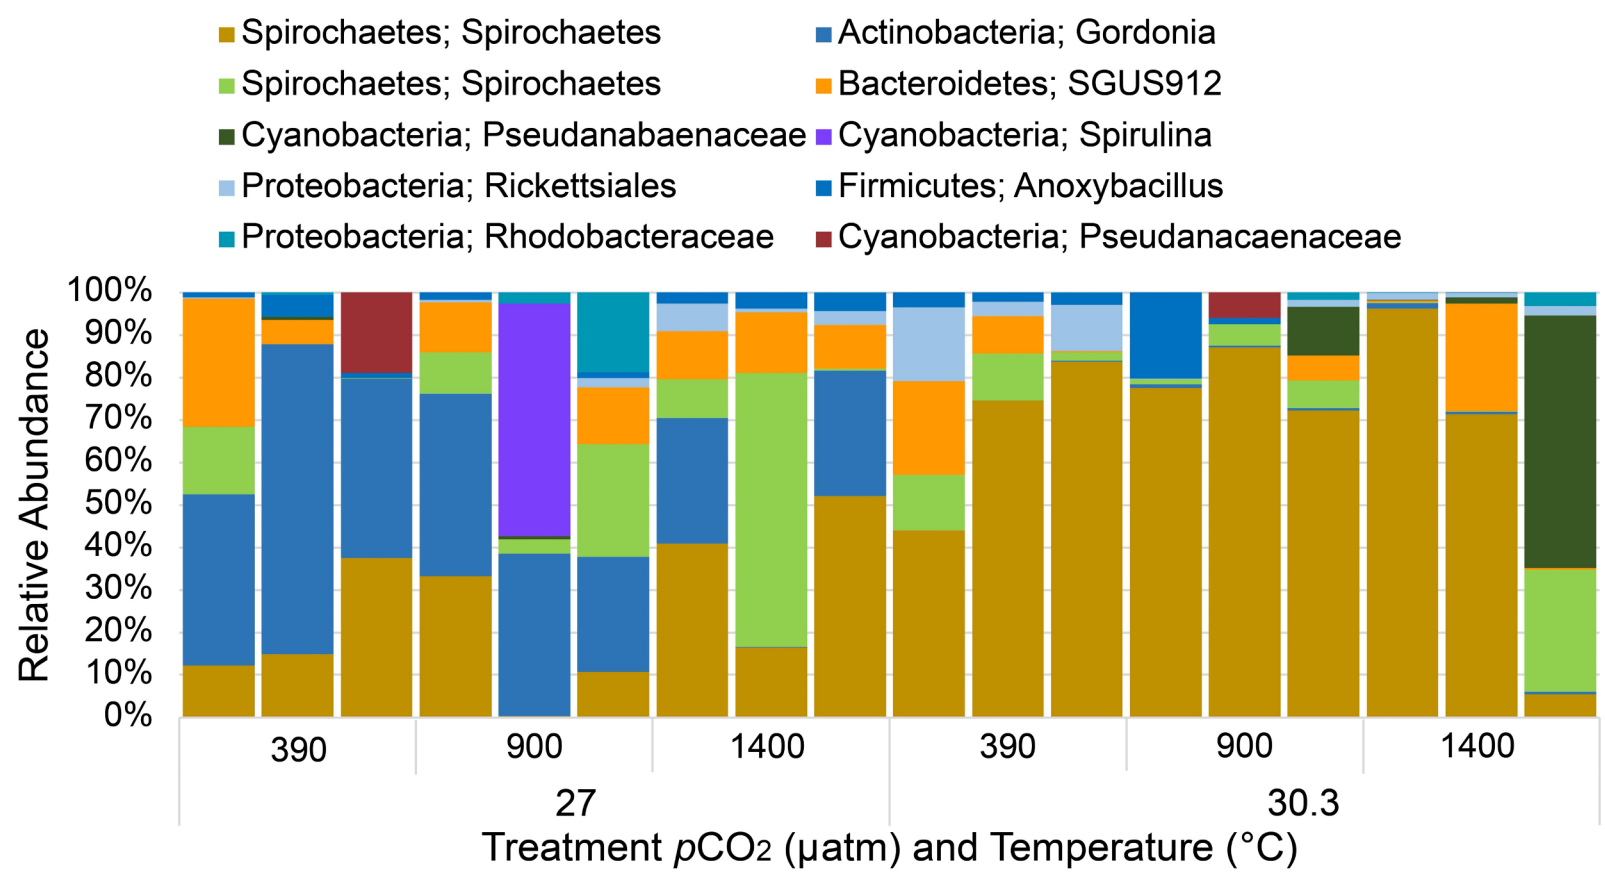 Spirochaetes; Spirochaetes
Actinobacteria; Gordonia
Spirochaetes; Spirochaetes
Bacteroidetes; SGUS912
Cyanobacteria; Pseudanabaenaceae
Cyanobacteria; Spirulina
Proteobacteria; Rickettsiales
Firmicutes; Anoxybacillus
Proteobacteria; Rhodobacteraceae
Cyanobacteria; Pseudanacaenaceae
Relative Abundance
100%
90%
80%
70%
60%
50%
40%
30%
20%
10%
0%
390 900 1400 390 900 1400
27 30.3
Treatment pCO2 (µatm) and Temperature (°C)